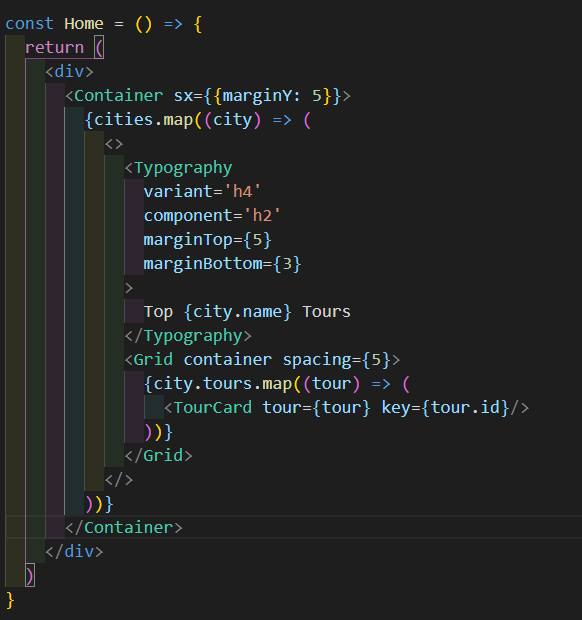 const Home = () => {
  return (
    <div>
      <Container sx={{marginY: 5}}>
        {cities.map((city) => (
          <>
            <Typography
              variant='h4'
              component='h2'
              marginTop={5}
              marginBottom={3}
            >
              Top {city.name} Tours
            </Typography>
            <Grid container spacing={5}>
              {city.tours.map((tour) => (
                <TourCard tour={tour} key={tour.id}/>
              ))}
            </Grid>
          </>
        ))}
      </Container>
    </div>
  )
}